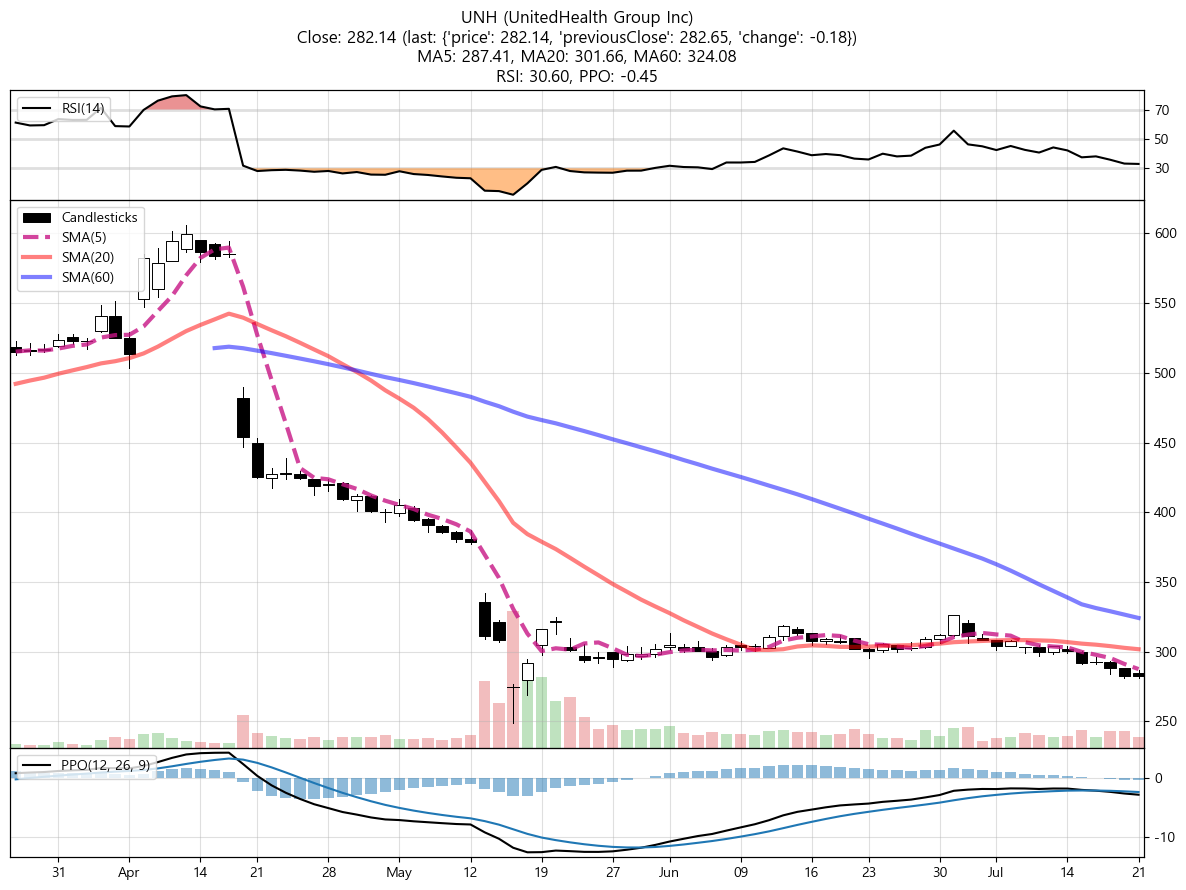 UNH (UnitedHealth Group Inc)
Close: 282.14 (last: {'price': 282.14, 'previousClose': 282.65, 'change': -0.18})
MA5: 287.41, MA20: 301.66, MA60: 324.08
RSI: 30.60, PPO: -0.45
RSI(14)
70
50
30
Candlesticks
SMA(5)
SMA(20)
SMA(60)
600
550
500
450
400
350
300
250
PPO(12, 26, 9)
0
-10
31 Apr 14 21 28 May 12 19 27 Jun 09 16 23 30 Jul 14 21